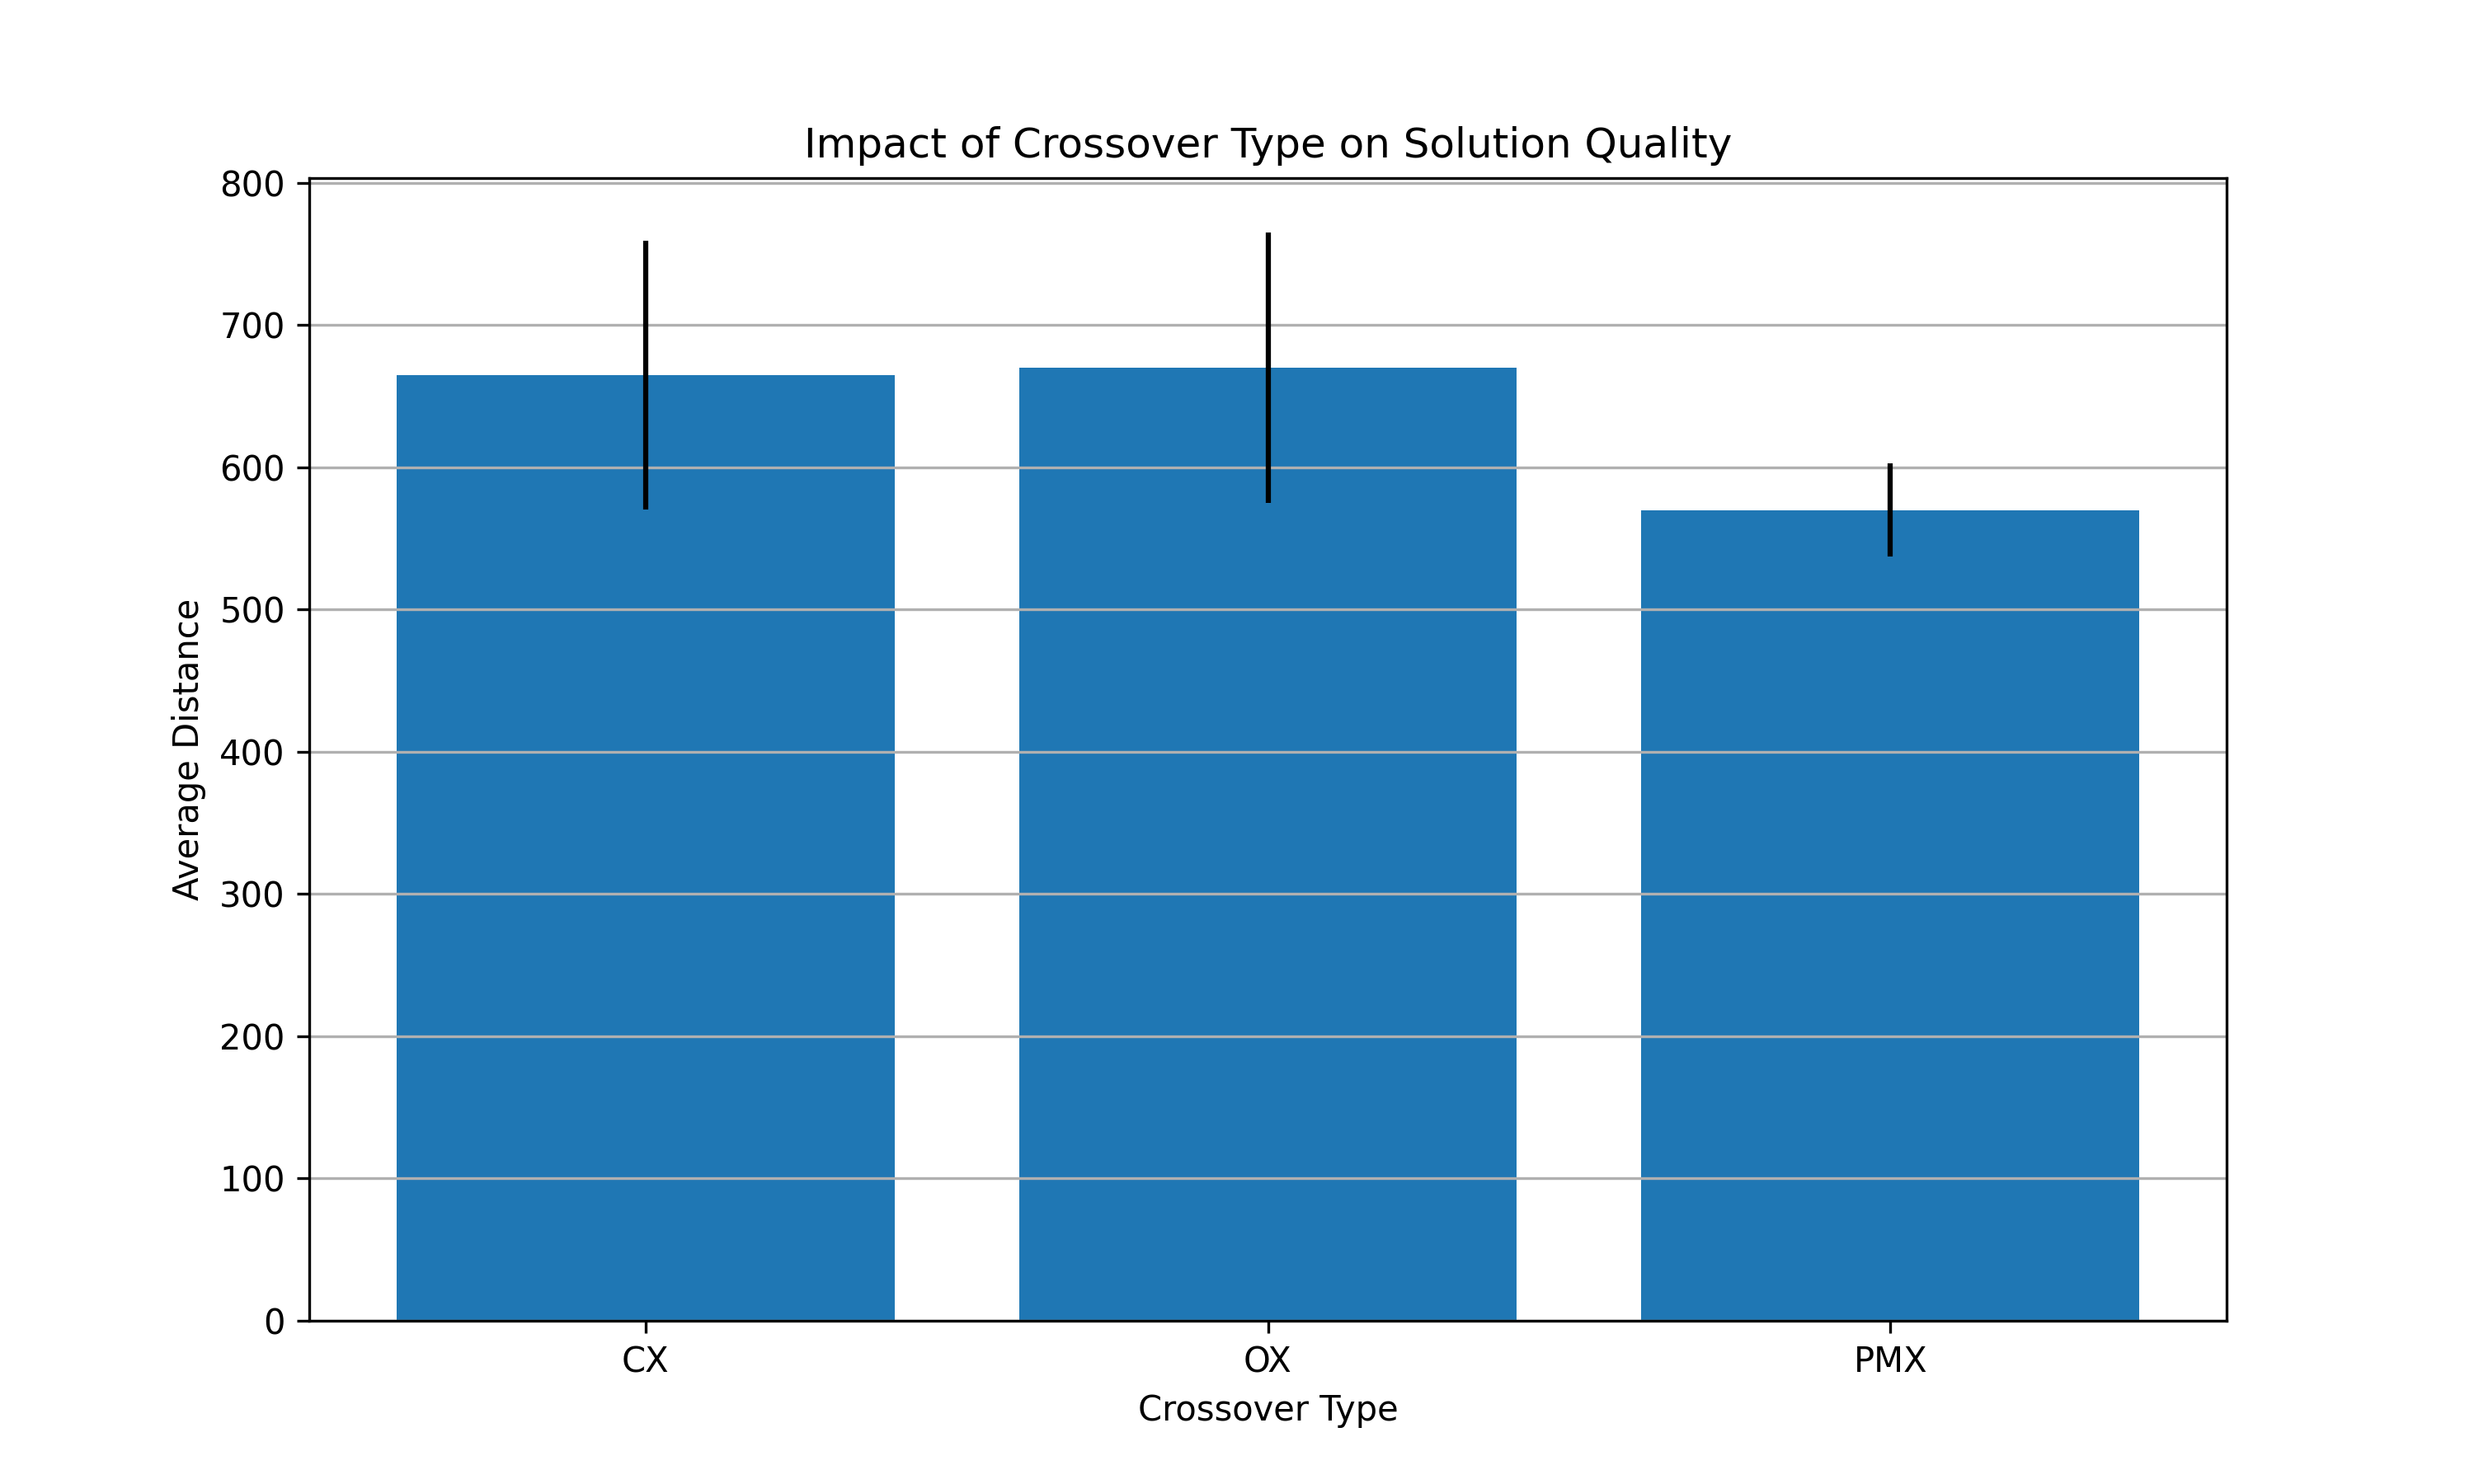 Impact of Crossover Type on Solution Quality
Average Distance
800
700
600
500
400
300
200
100
0
CX
OX
PMX
Crossover Type